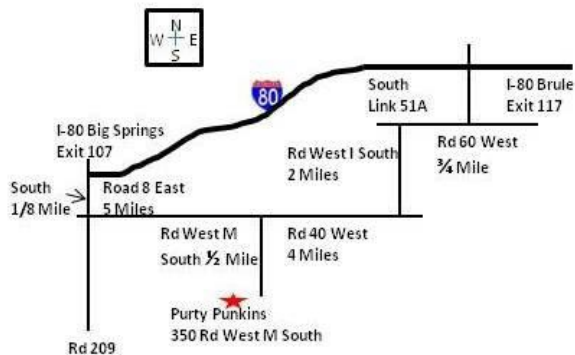 N
W E
S
80
South
Link 51A
I-80 Brule
Exit 117
I-80 Big Springs
Exit 107
Rd West I South
2 Miles
Rd 60 West
¾ Mile
South
1/8 Mile
Road 8 East
5 Miles
Rd West M
South ½ Mile
Rd 40 West
4 Miles
Purty Punkins
350 Rd West M South
Rd 209